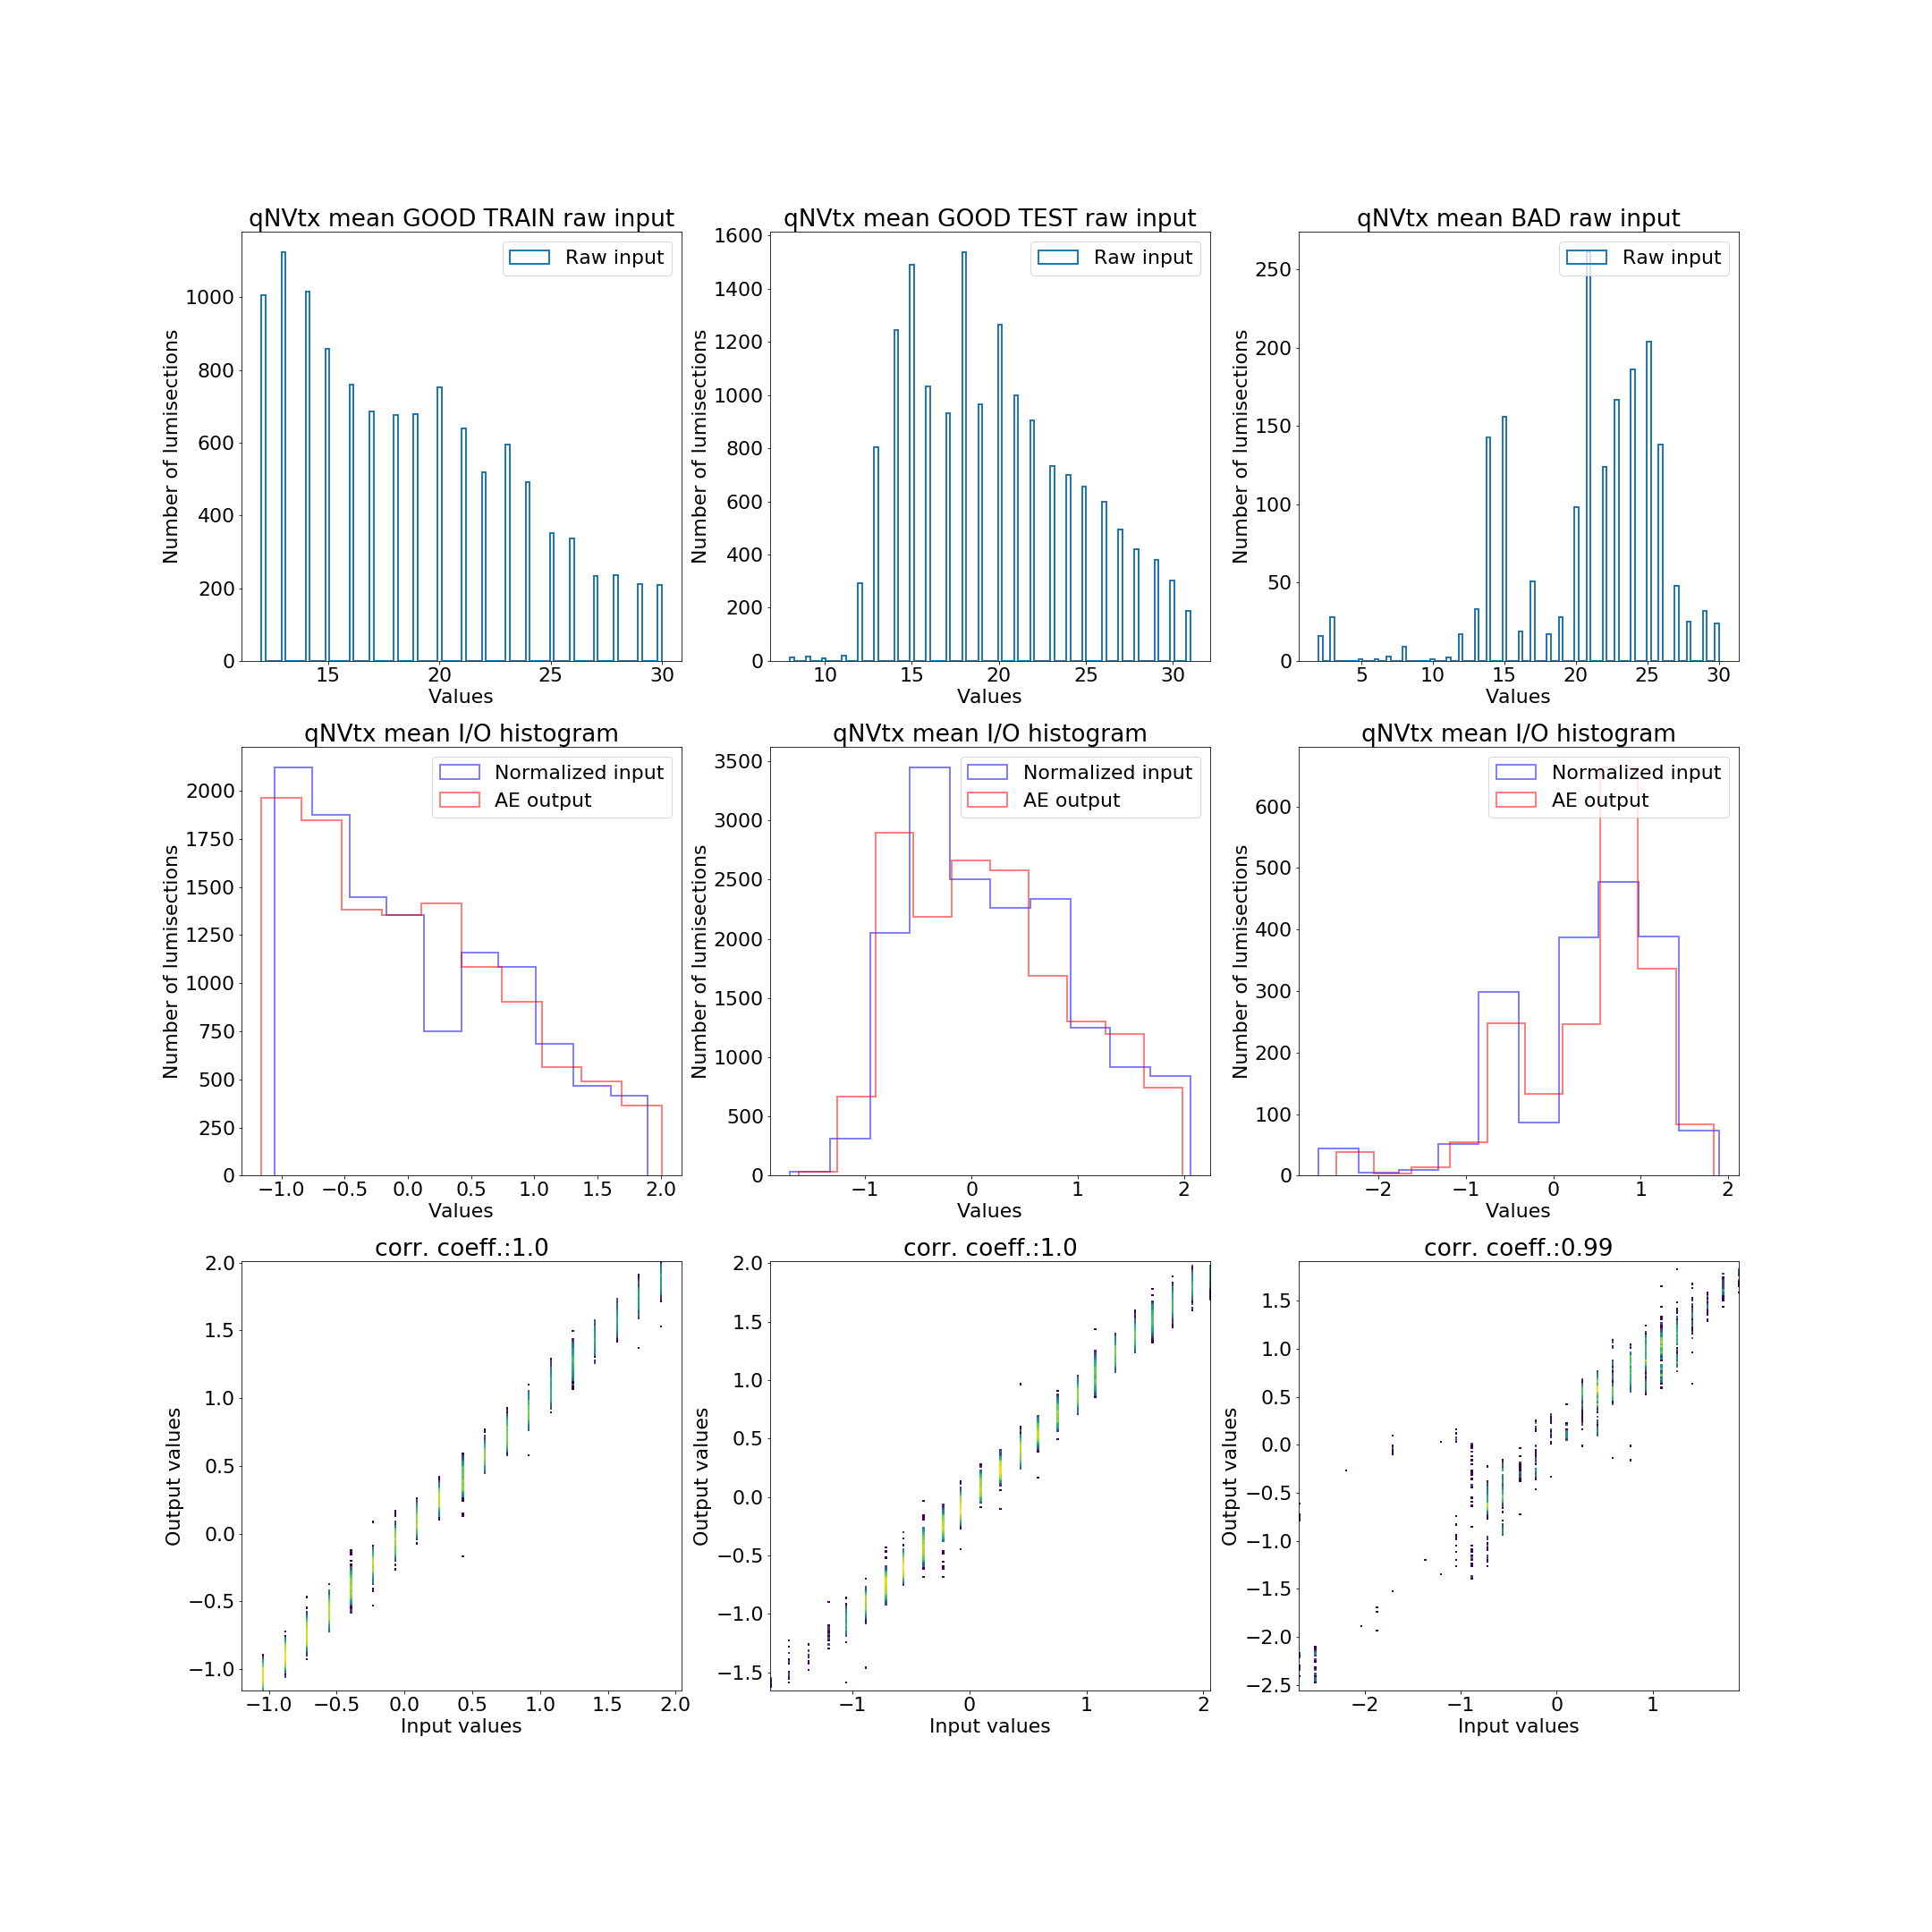 qNVtx mean GOOD TRAIN raw input
Raw input
Number of lumisections
1000
800
600
400
200
0
15 20 25 30
Values
qNVtx mean GOOD TEST raw input
Raw input
Number of lumisections
1600
1400
1200
1000
800
600
400
200
0
10 15 20 25 30
Values
qNVtx mean BAD raw input
Raw input
Number of lumisections
250
200
150
100
50
0
5 10 15 20 25 30
Values
qNVtx mean I/O histogram
Normalized input
AE output
Number of lumisections
2000
1750
1500
1250
1000
750
500
250
0
−1.0 −0.5 0.0 0.5 1.0 1.5 2.0
Values
qNVtx mean I/O histogram
Normalized input
AE output
Number of lumisections
3500
3000
2500
2000
1500
1000
500
0
−1 0 1 2
Values
qNVtx mean I/O histogram
Normalized input
AE output
Number of lumisections
600
500
400
300
200
100
0
−2 −1 0 1 2
Values
corr. coeff.:1.0
Output values
2.0
1.5
1.0
0.5
0.0
−0.5
−1.0
−1.0 −0.5 0.0 0.5 1.0 1.5 2.0
Input values
corr. coeff.:1.0
Output values
2.0
1.5
1.0
0.5
0.0
−0.5
−1.0
−1.5
−1 0 1 2
Input values
corr. coeff.:0.99
Output values
1.5
1.0
0.5
0.0
−0.5
−1.0
−1.5
−2.0
−2.5
−2 −1 0 1
Input values